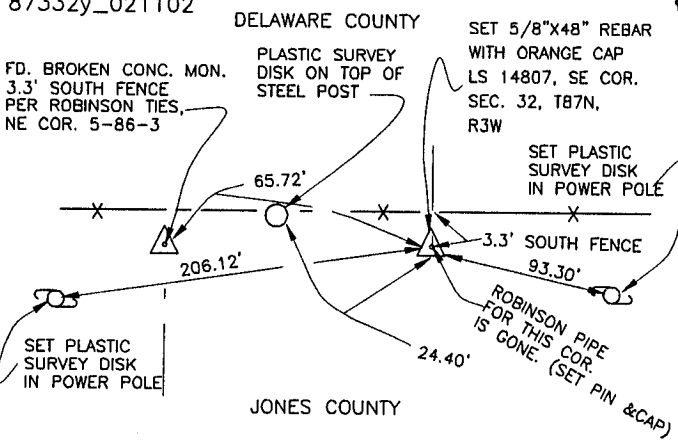 87332y_021102
DELAWARE COUNTY
FD. BROKEN CONC. MON.
3.3' SOUTH FENCE
PER ROBINSON TIES,
NE COR. 5-86-3
PLASTIC SURVEY
DISK ON TOP OF
STEEL POST
SET 5/8"X48" REBAR
WITH ORANGE CAP
LS 14807, SE COR.
SEC. 32, T87N,
R3W
SET PLASTIC
SURVEY DISK
IN POWER POLE
65.72'
3.3' SOUTH FENCE
206.12'
93.30'
ROBINSON PIPE
FOR THIS COR.
IS GONE. (SET PIN &CAP)
24.40'
SET PLASTIC
SURVEY DISK
IN POWER POLE
JONES COUNTY